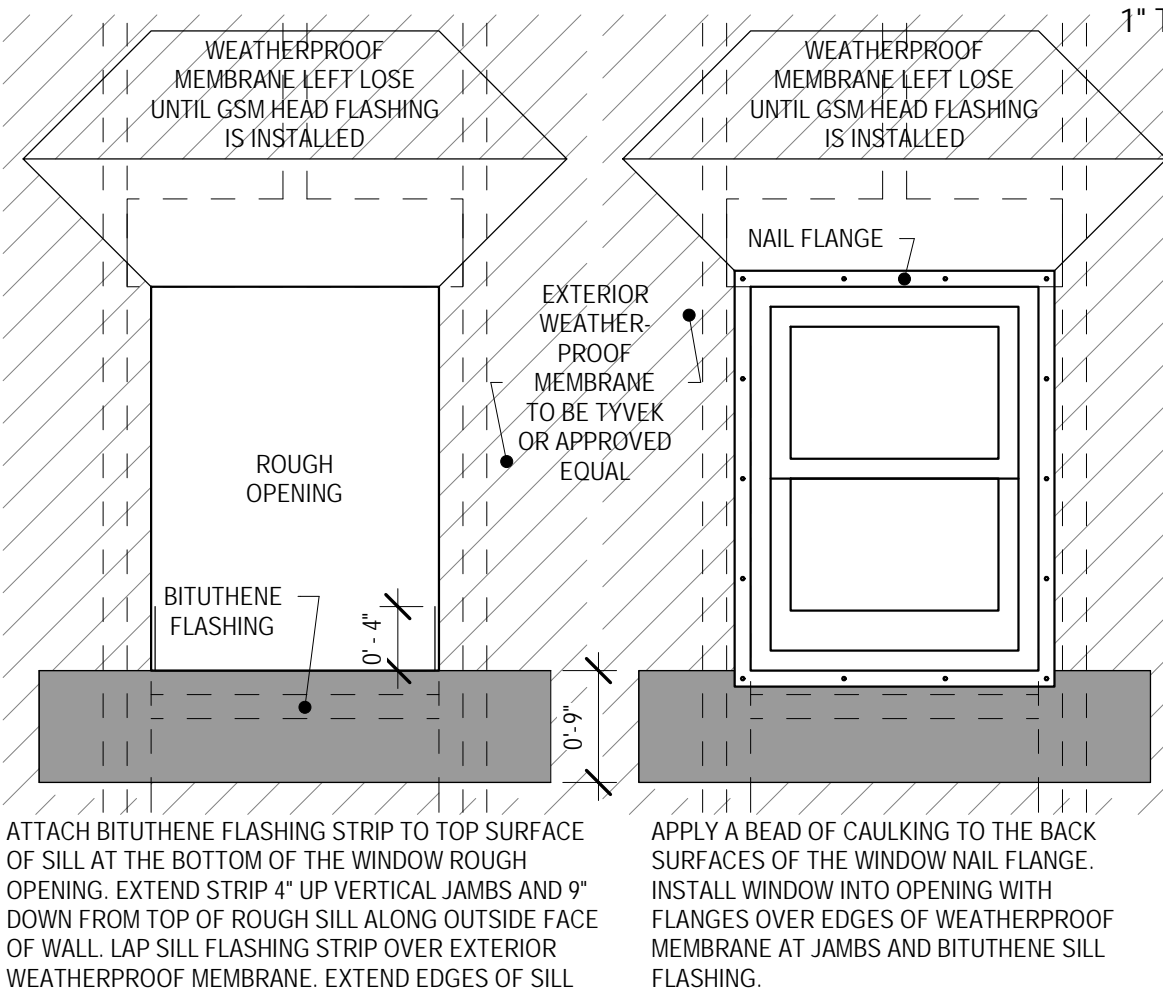 1"
WEATHERPROOF
MEMBRANE LEFT LOSE
UNTIL GSM HEAD FLASHING
IS INSTALLED
WEATHERPROOF
MEMBRANE LEFT LOSE
UNTIL GSM HEAD FLASHING
IS INSTALLED
NAIL FLANGE
EXTERIOR
WEATHER-
PROOF
MEMBRANE
TO BE TYVEK
OR APPROVED
EQUAL
ROUGH
OPENING
BITUTHENE
FLASHING
0' - 4"
0'-9"
ATTACH BITUTHENE FLASHING STRIP TO TOP SURFACE
OF SILL AT THE BOTTOM OF THE WINDOW ROUGH
OPENING. EXTEND STRIP 4" UP VERTICAL JAMBS AND 9"
DOWN FROM TOP OF ROUGH SILL ALONG OUTSIDE FACE
OF WALL. LAP SILL FLASHING STRIP OVER EXTERIOR
WEATHERPROOF MEMBRANE. EXTEND EDGES OF SILL
APPLY A BEAD OF CAULKING TO THE BACK
SURFACES OF THE WINDOW NAIL FLANGE.
INSTALL WINDOW INTO OPENING WITH
FLANGES OVER EDGES OF WEATHERPROOF
MEMBRANE AT JAMBS AND BITUTHENE SILL
FLASHING.